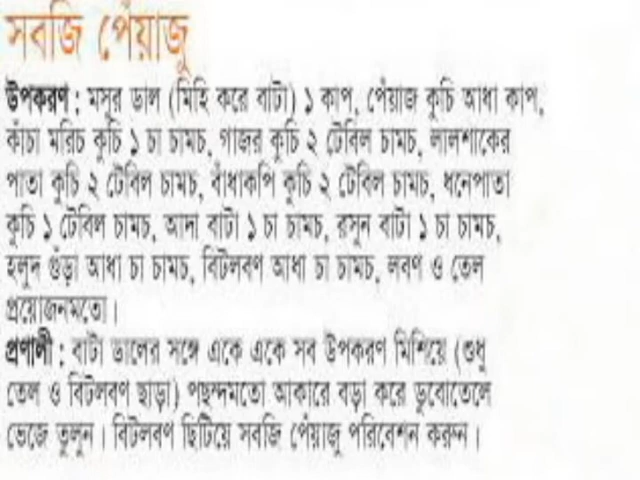 সবজি পেঁয়াজু
উপকরণ : মসুর ডাল (মিহি করে বাটা) ১ কাপ, পেঁয়াজ কুচি আধা কাপ,
কাঁচা মরিচ কুচি ১ চা চামচ, গাজর কুচি ২ টেবিল চামচ, লালশাকের
পাতা কুচি ২ টেবিল চামচ, বাঁধাকপি কুচি ২ টেবিল চামচ, ধনেপাতা
কুচি ১ টেবিল চামচ, আদা বাটা ১ চা চামচ, রসুন বাটা ১ চা চামচ,
হলুদ গুঁড়া আধা চা চামচ, বিটলবণ আধা চা চামচ, লবণ ও তেল
প্রয়োজনমতো।
প্রণালী : বাটা ডালের সঙ্গে একে একে সব উপকরণ মিশিয়ে (শুধু
তেল ও বিটলবণ ছাড়া) পছন্দমতো আকারে বড়া করে ডুবোতেলে
ভেজে তুলুন। বিটলবণ ছিটিয়ে সবজি পেঁয়াজু পরিবেশন করুন।